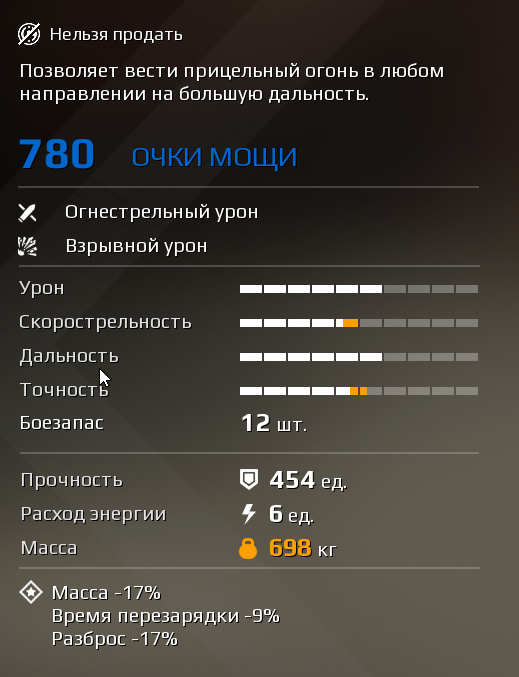 Нельзя продать
Позволяет вести прицельный огонь в любом
направлении на большую дальность.
780 ОЧКИ МОЩИ
Огнестрельный урон
Взрывной урон
Урон
Скорострельность
Дальность
Точность
Боезапас 12 шт.
Прочность 454 ед.
Расход энергии 6 ед.
Масса 698 кг
Масса -17%
Время перезарядки -9%
Разброс -17%